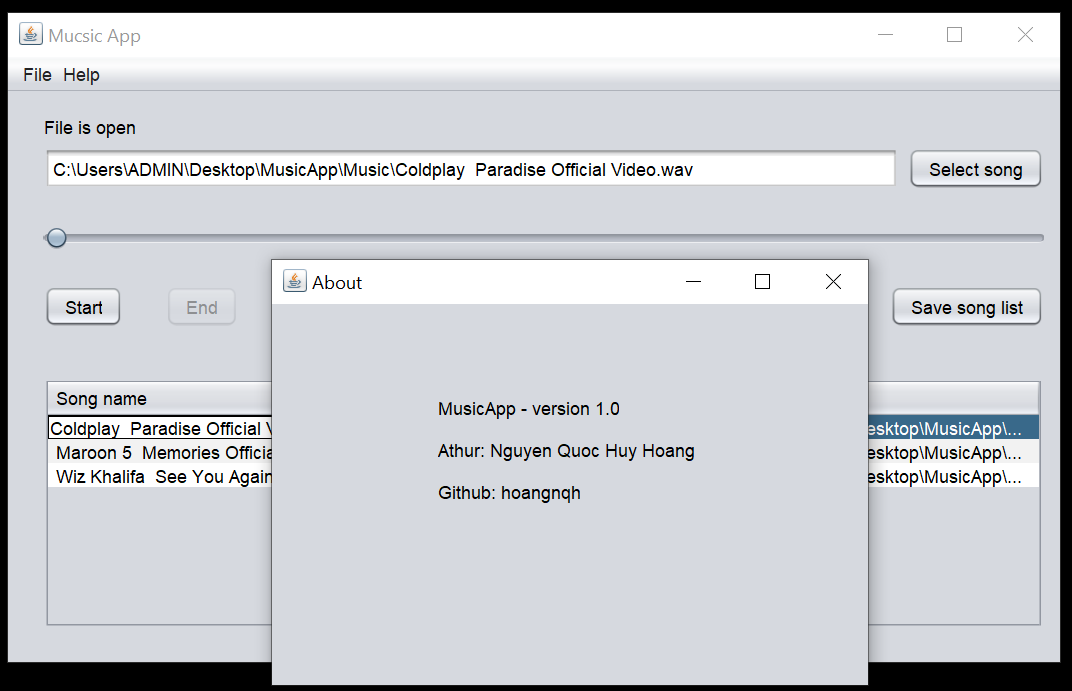 Mucsic App
File Help
File is open
C:\Users\ADMIN\Desktop\MusicApp\Music\Coldplay  Paradise Official Video.wav
Select song
Start
End
Save song list
Song name
Coldplay  Paradise Official V
esktop\MusicApp\...
Maroon 5  Memories Officia
esktop\MusicApp\...
Wiz Khalifa  See You Again
esktop\MusicApp\...
About
MusicApp - version 1.0
Athur: Nguyen Quoc Huy Hoang
Github: hoangnqh